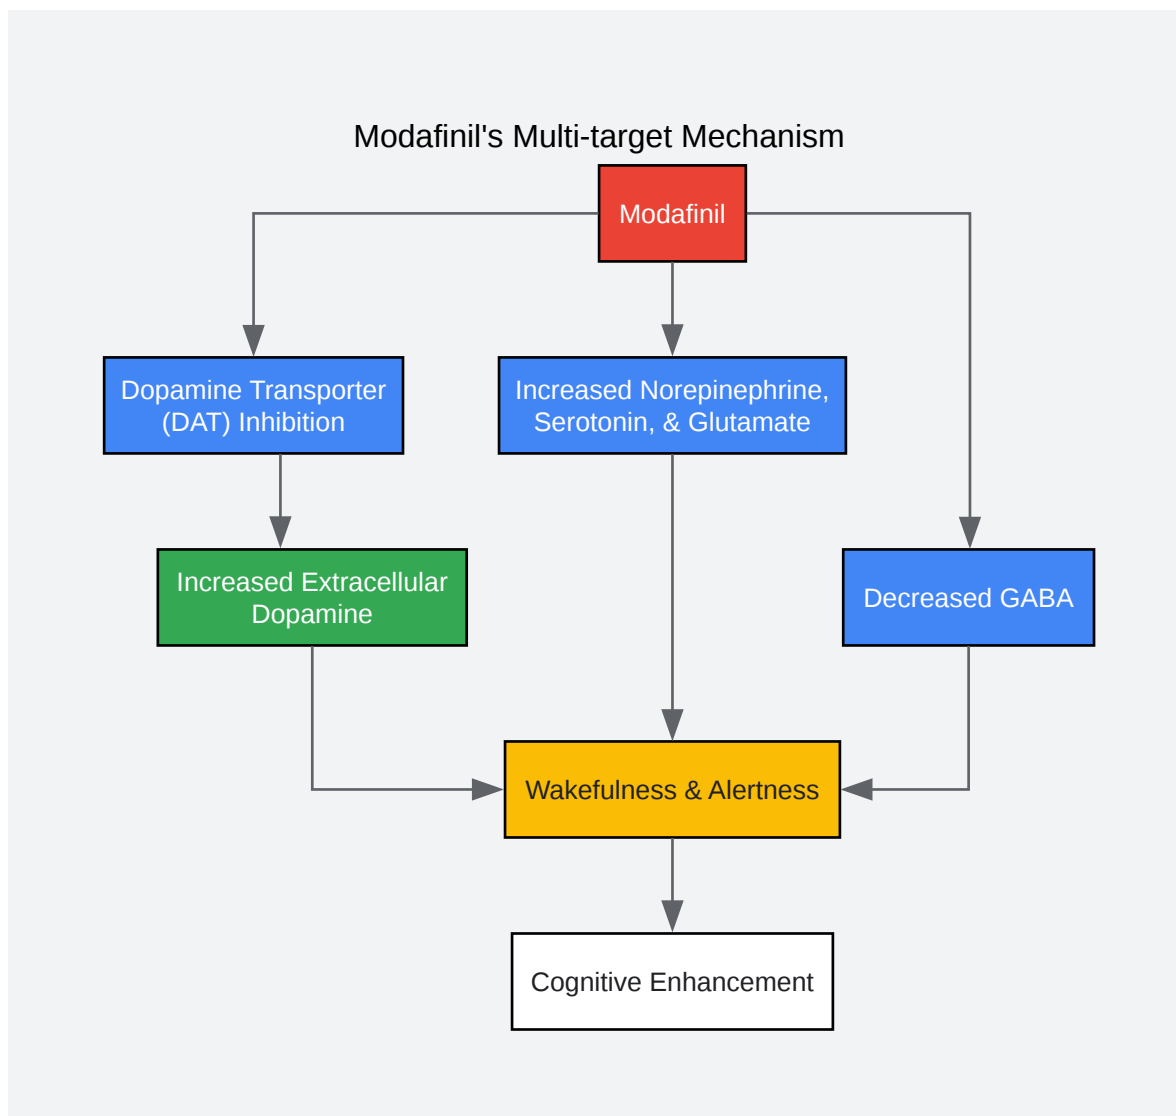 Modafinil's Multi-target Mechanism
Modafinil
Dopamine Transporter
(DAT) Inhibition
Increased Norepinephrine,
Serotonin, & Glutamate
Increased Extracellular
Dopamine
Decreased GABA
Wakefulness & Alertness
Cognitive Enhancement